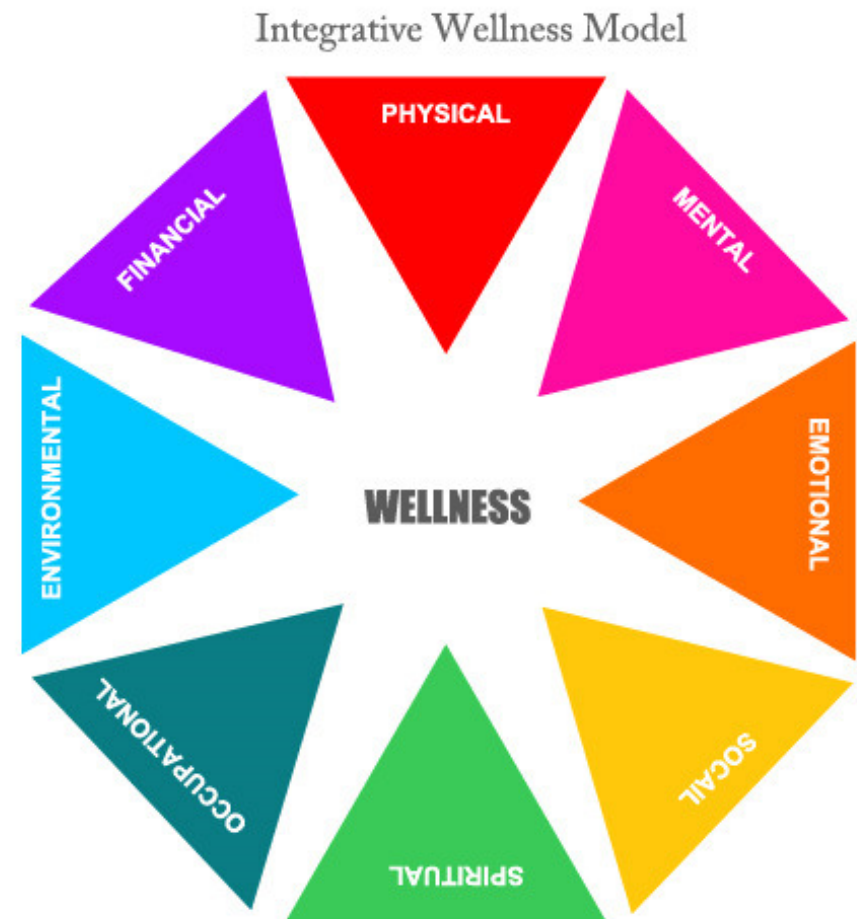 Integrative Wellness Model
PHYSICAL
MENTAL
EMOTIONAL
SOCAIL
SPIRITUAL
OCCUPATIONAL
ENVIRONMENTAL
FINANCIAL
WELLNESS